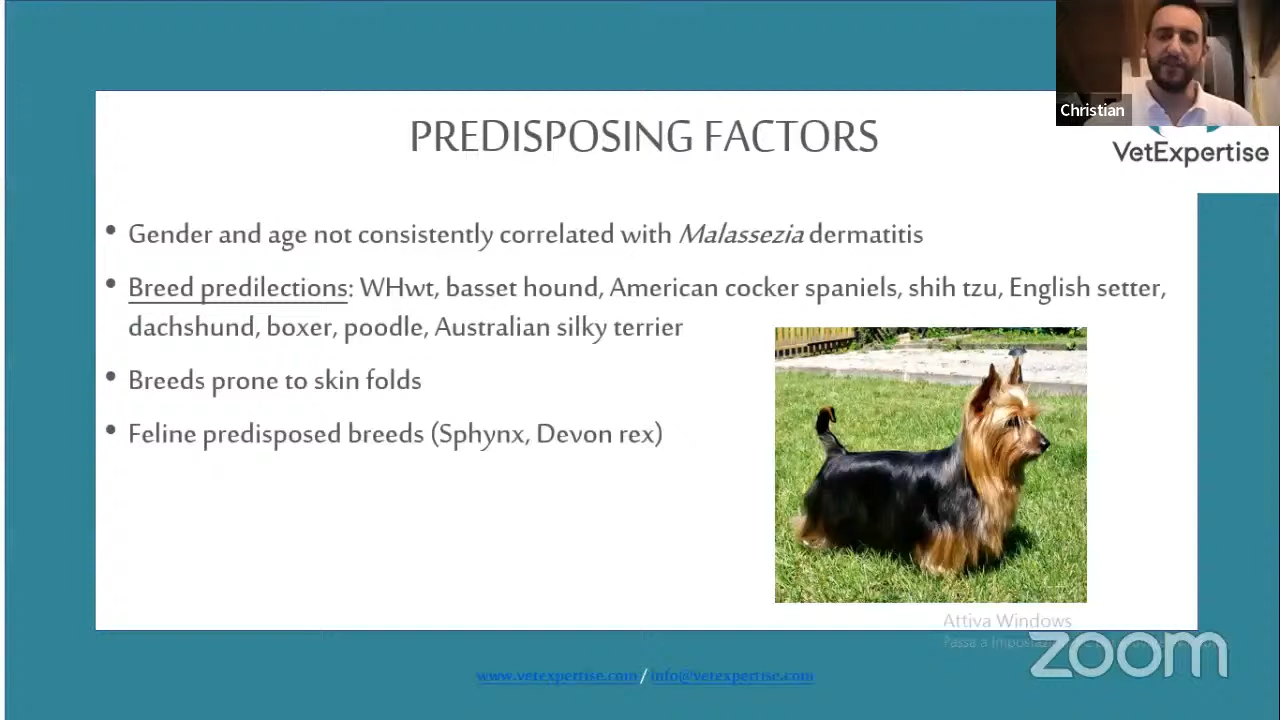 Christian
VetExpertise
PREDISPOSING FACTORS
• Gender and age not consistently correlated with Malassezia dermatitis
• Breed predilections: WHwt, basset hound, American cocker spaniels, shih tzu, English setter,
dachshund, boxer, poodle, Australian silky terrier
• Breeds prone to skin folds
• Feline predisposed breeds (Sphynx, Devon rex)
Attiva Windows
Passa a
zoom
www.vetexpertise.com / info@vetexpertise.com